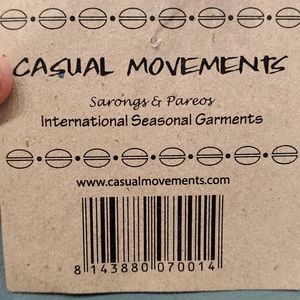 CASUAL MOVEMENTS
Sarongs & Pareos
International Seasonal Garments
www.casualmovements.com
8 143880 070014